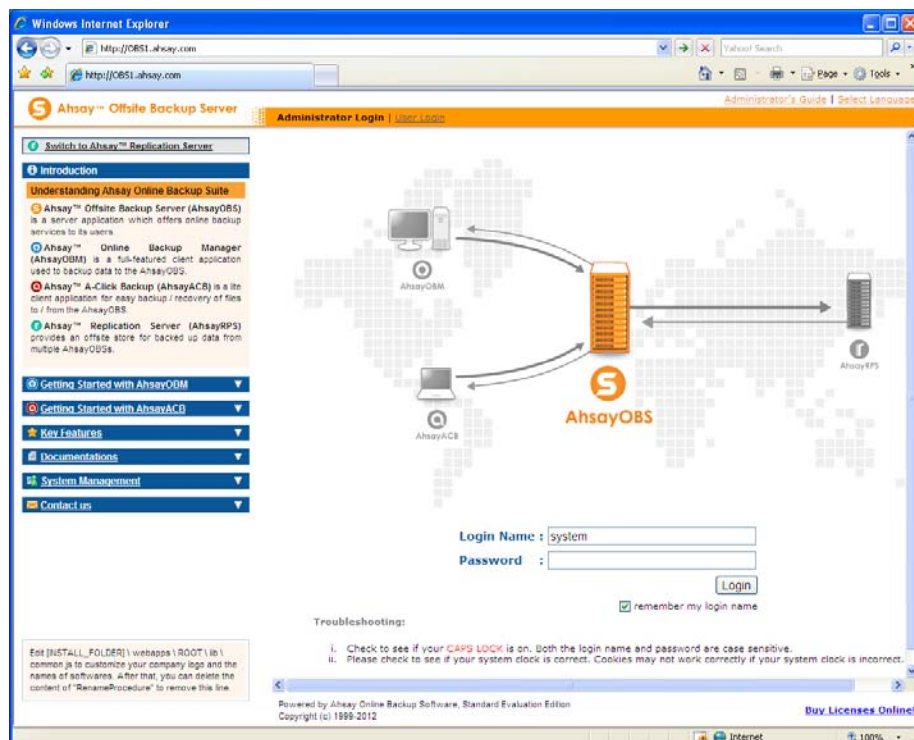 Windows Internet Explorer
http://OBS1.ahsay.com
Yahoo! Search
http://OBS1.ahsay.com
Page
Tools
Ahsay™ Offsite Backup Server
Administrator's Guide | Select Language
Administrator Login | User Login
Switch to Ahsay™ Replication Server
Introduction
Understanding Ahsay Online Backup Suite
Ahsay™ Offsite Backup Server (AhsayOBS)
is a server application which offers online backup
services to its users.
Ahsay™ Online Backup Manager
(AhsayOBM) is a full-featured client application
used to backup data to the AhsayOBS.
Ahsay™ A-Click Backup (AhsayACB) is a lite
client application for easy backup / recovery of files
to / from the AhsayOBS.
Ahsay™ Replication Server (AhsayRPS)
provides an offsite store for backed up data from
multiple AhsayOBSs.
Getting Started with AhsayOBM
Getting Started with AhsayACB
Key Features
Documentations
System Management
Contact us
Edit [INSTALL_FOLDER] \ webapps \ ROOT \ lib \
common.js to customize your company logo and the
names of softwares. After that, you can delete the
content of "RenameProcedure" to remove this line.
AhsayOBM
AhsayRPS
S
AhsayOBS
AhsayACB
Login Name : system
Password :
Login
remember my login name
Troubleshooting:
i. Check to see if your CAPS LOCK is on. Both the login name and password are case sensitive.
ii. Please check to see if your system clock is correct. Cookies may not work correctly if your system clock is incorrect.
Powered by Ahsay Online Backup Software, Standard Evaluation Edition
Copyright (c) 1999-2012
Buy Licenses Online!
Internet
100%